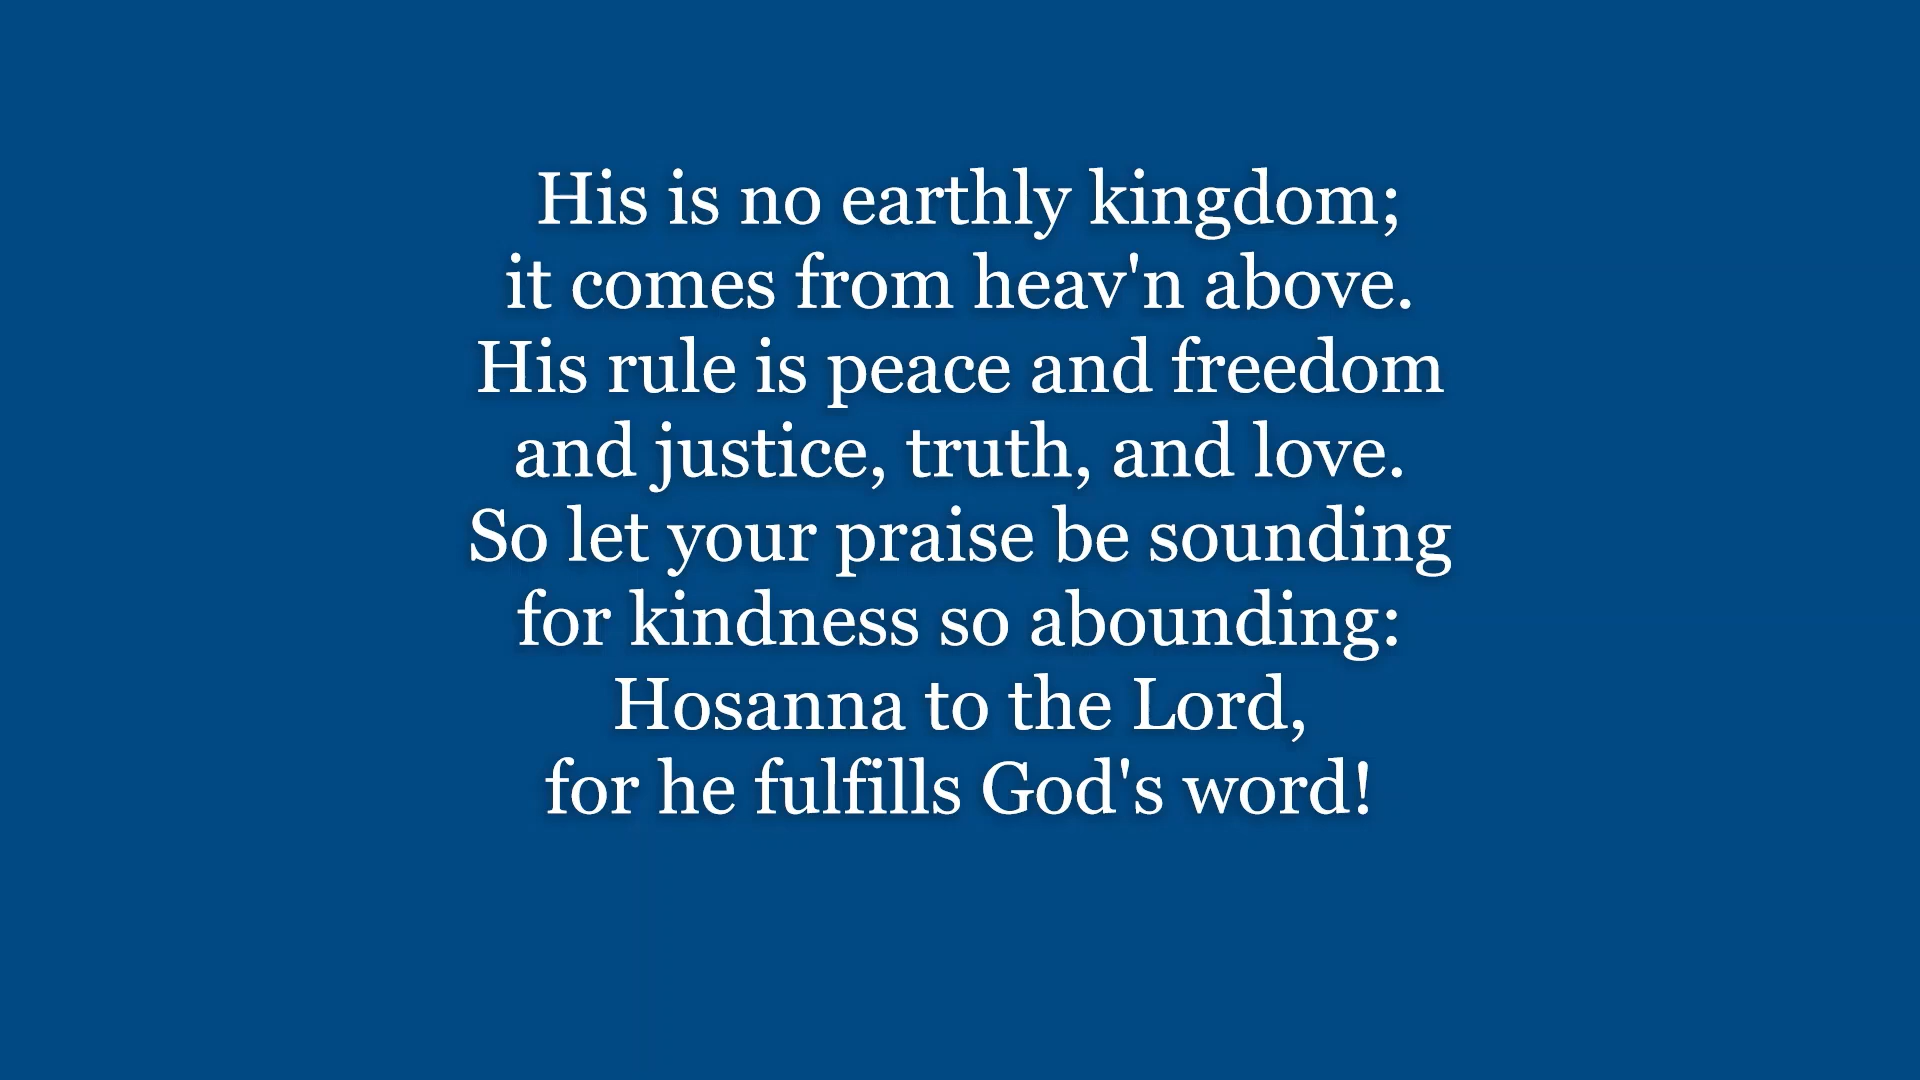 His is no earthly kingdom;
it comes from heav'n above.
His rule is peace and freedom
and justice, truth, and love.
So let your praise be sounding
for kindness so abounding:
Hosanna to the Lord,
for he fulfills God's word!